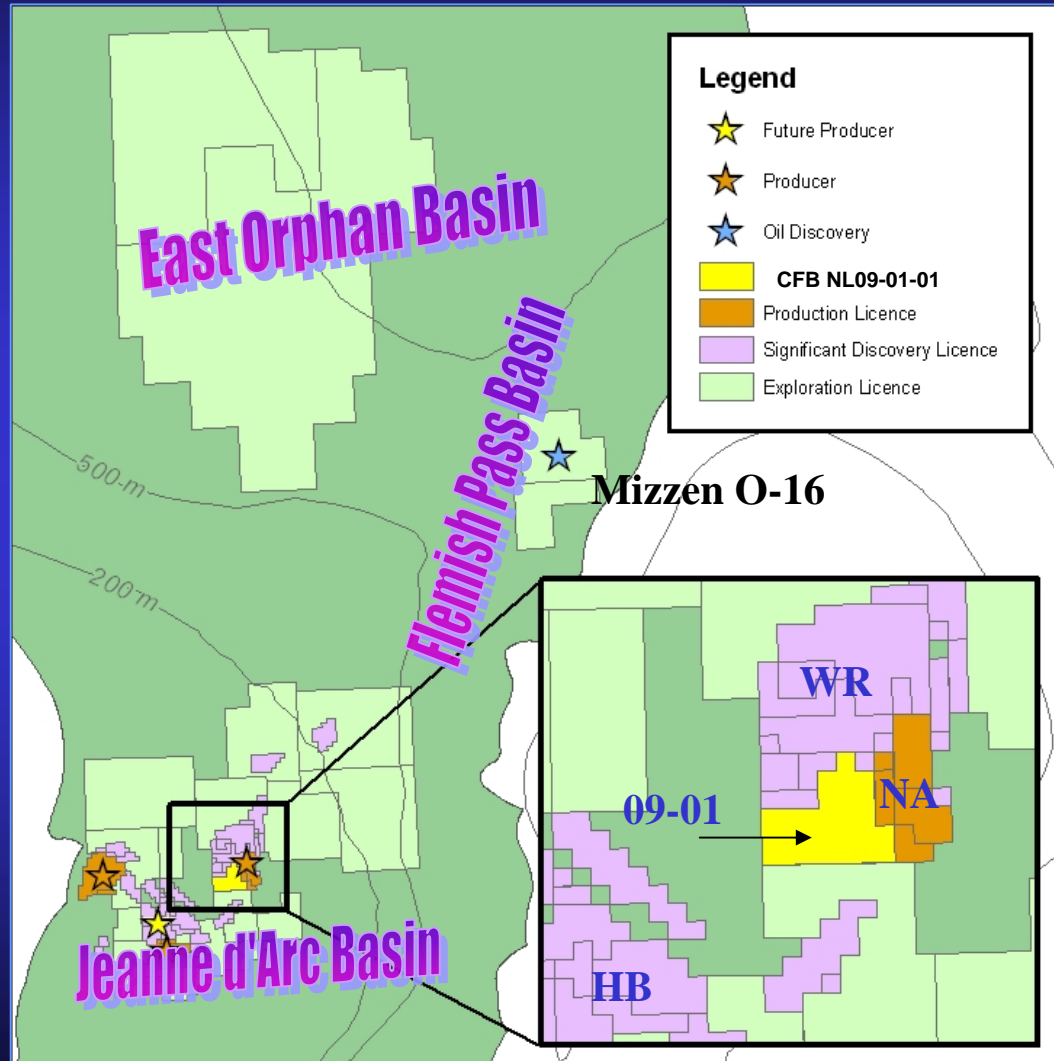 Legend
Future Producer
Producer
Oil Discovery
CFB NL09-01-01
Production Licence
Significant Discovery Licence
Exploration Licence
East Orphan Basin
Flemish Pass Basin
Mizzen O-16
500 m
200 m
WR
NA
09-01
HB
Jeanne d'Arc Basin